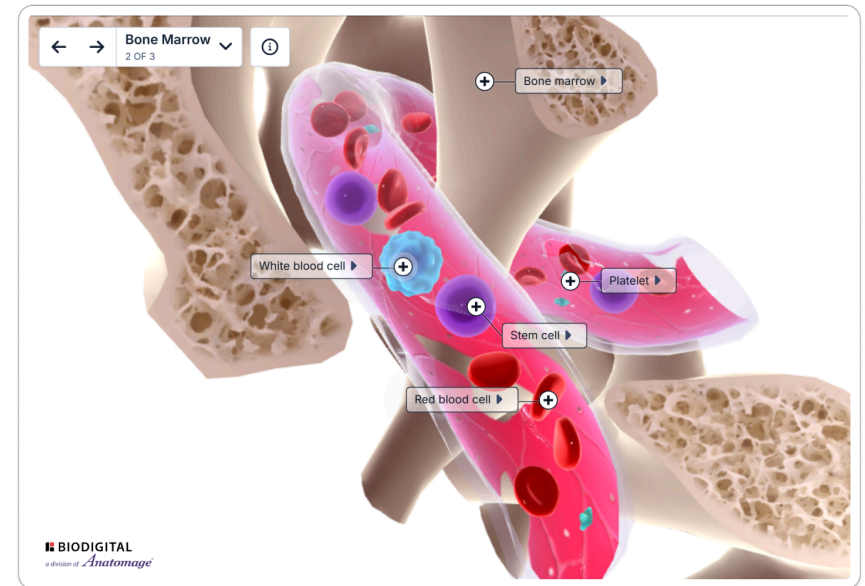 Bone Marrow
2 OF 3
Bone marrow
White blood cell
Platelet
Stem cell
Red blood cell
BIODIGITAL
a division of Anatomage